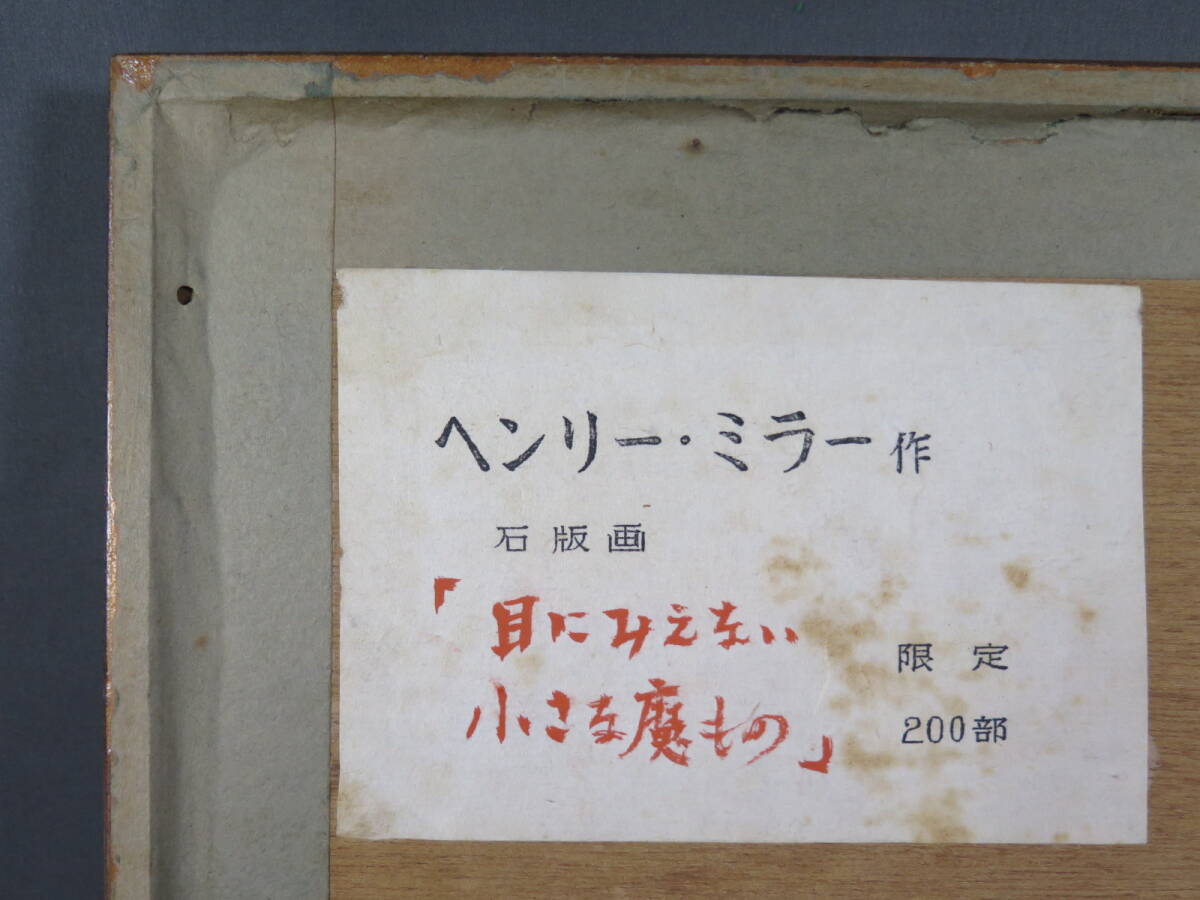 ヘンリー・ミラー作
石版画
「目にみえない
小さな魔もの」
限定
200部